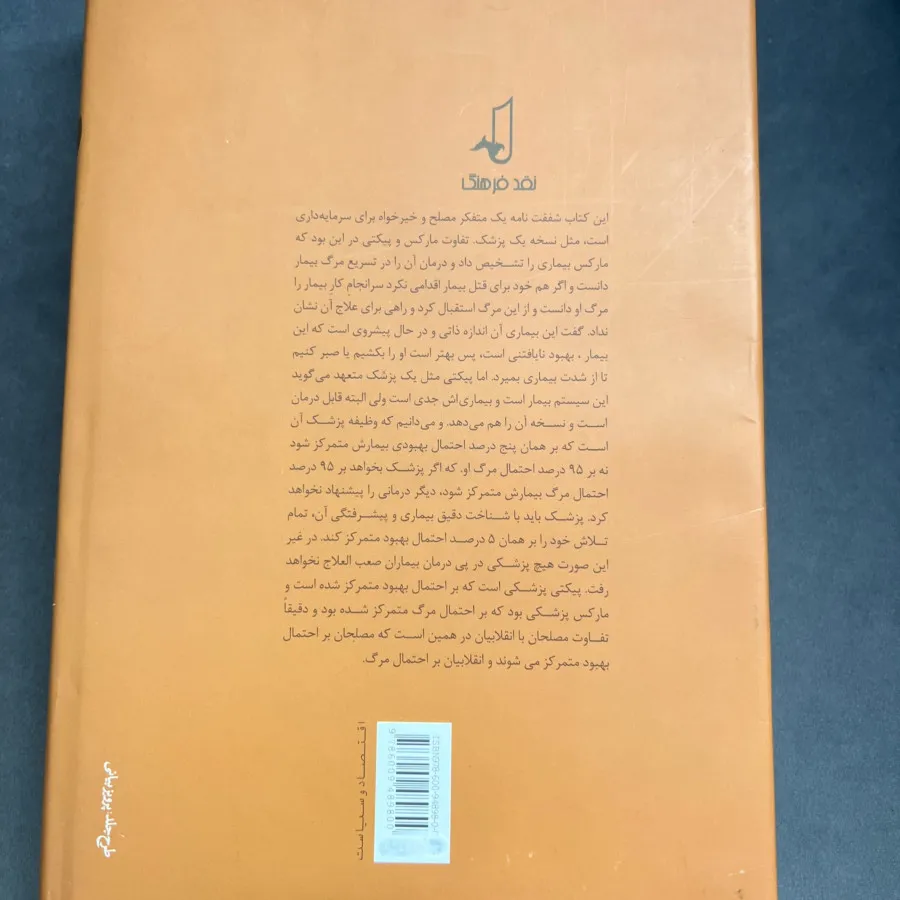 نقد فرهنگ
این کتاب شفقت نامه یک متفکر مصلح و خیرخواه برای سرمایه‌داری
است، مثل نسخه یک پزشک. تفاوت مارکس و پیکتی در این بود که
مارکس بیماری را تشخیص داد و درمان آن را در تسریع مرگ بیمار
دانست و اگر هم خود برای قتل بیمار اقدامی نکرد سرانجام کار بیمار را
مرگ او دانست و از این مرگ استقبال کرد و راهی برای علاج آن نشان
نداد. گفت این بیماری آن اندازه ذاتی و در حال پیشروی است که این
بیمار ، بهبود نایافتنی است، پس بهتر است او را بکشیم یا صبر کنیم
تا از شدت بیماری بمیرد. اما پیکتی مثل یک پزشک متعهد می‌گوید
این سیستم بیمار است و بیماری‌اش جدی است ولی البته قابل درمان
است و نسخه آن را هم می‌دهد. و می‌دانیم که وظیفه پزشک آن
است که بر همان پنج درصد احتمال بهبودی بیمارش متمرکز شود
نه بر ۹۵ درصد احتمال مرگ او. که اگر پزشک بخواهد بر ۹۵ درصد
احتمال مرگ بیمارش متمرکز شود، دیگر درمانی را پیشنهاد نخواهد
کرد. پزشک باید با شناخت دقیق بیماری و پیشرفتگی آن، تمام
تلاش خود را بر همان ۵ درصد احتمال بهبود متمرکز کند. در غیر
این صورت هیچ پزشکی در پی درمان بیماران صعب العلاج نخواهد
رفت. پیکتی پزشکی است که بر احتمال بهبود متمرکز شده است و
مارکس پزشکی بود که بر احتمال مرگ متمرکز شده بود و دقیقاً
تفاوت مصلحان با انقلابیان در همین است که مصلحان بر احتمال
بهبود متمرکز می شوند و انقلابیان بر احتمال مرگ.
اقتصاد و سیاست
9786009489800
طرح جلد: پرویز بیانی